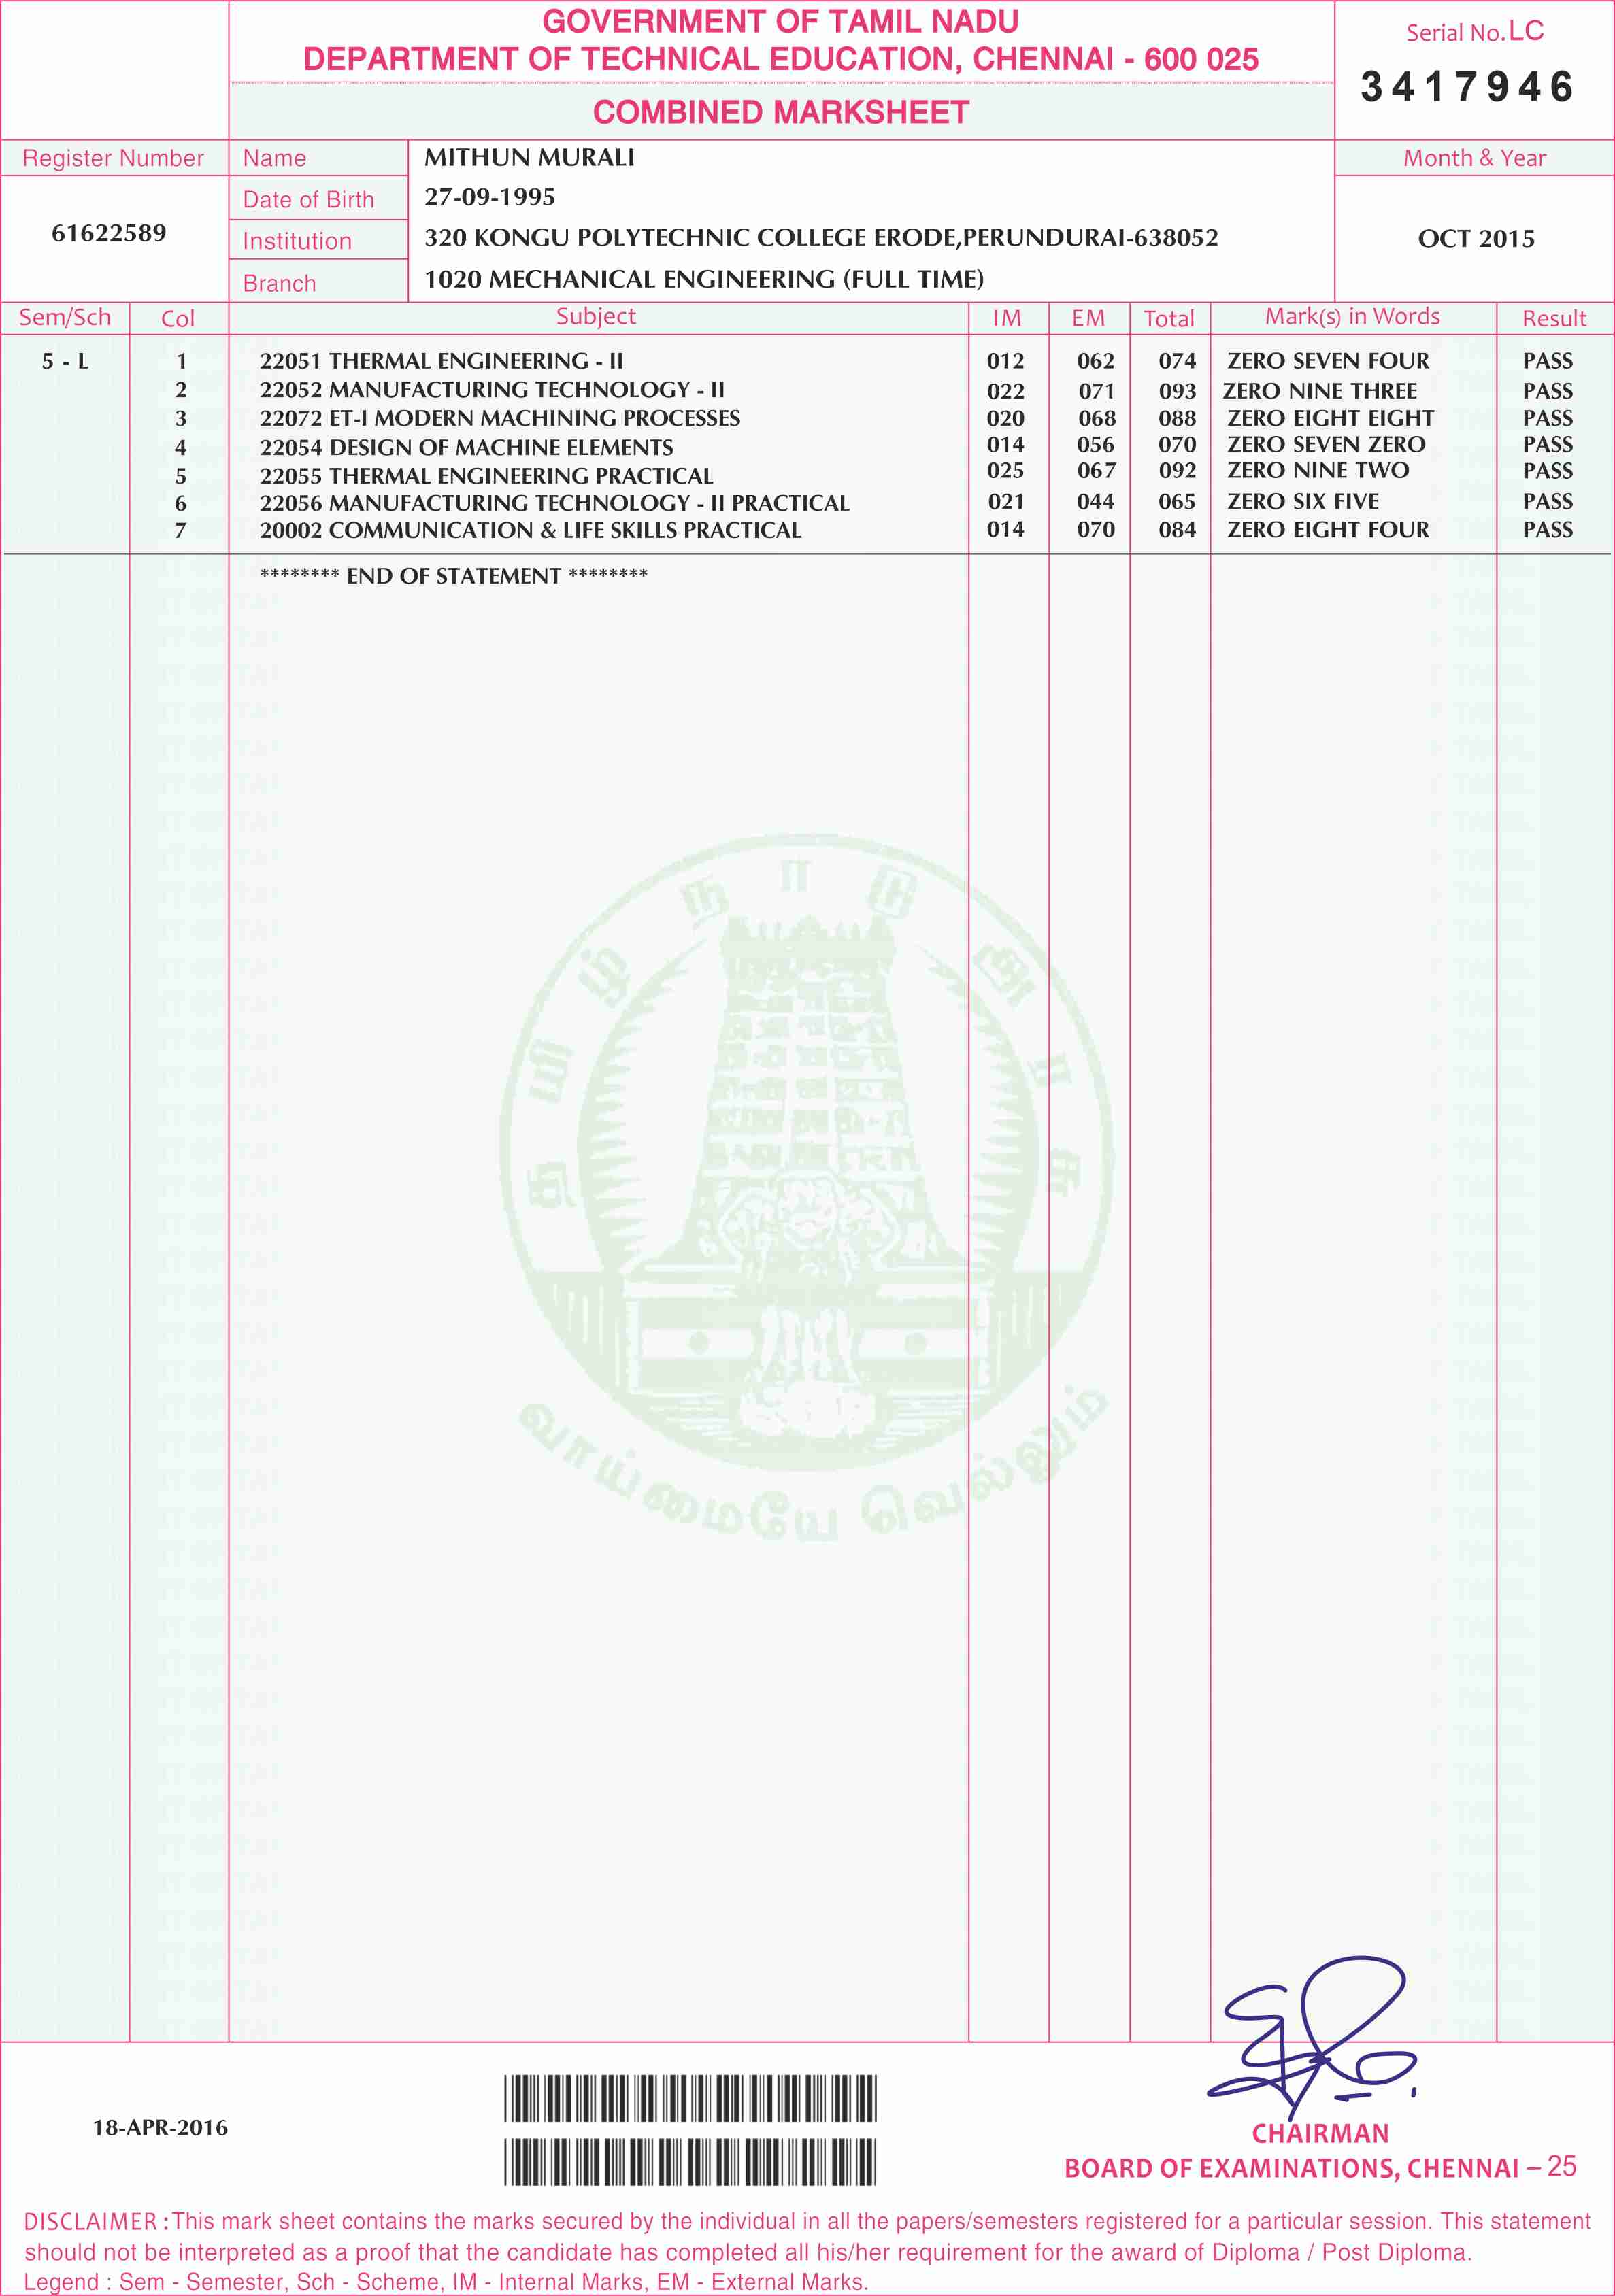 GOVERNMENT OF TAMIL NADU
DEPARTMENT OF TECHNICAL EDUCATION, CHENNAI - 600 025
COMBINED MARKSHEET
Serial No. LC
3417946
Register Number
61622589
Name MITHUN MURALI
Date of Birth 27-09-1995
Institution 320 KONGU POLYTECHNIC COLLEGE ERODE,PERUNDURAI-638052
Branch 1020 MECHANICAL ENGINEERING (FULL TIME)
Month & Year
OCT 2015
Sem/Sch Col Subject IM EM Total Mark(s) in Words Result
5 - L 1 22051 THERMAL ENGINEERING - II 012 062 074 ZERO SEVEN FOUR PASS
2 22052 MANUFACTURING TECHNOLOGY - II 022 071 093 ZERO NINE THREE PASS
3 22072 ET-I MODERN MACHINING PROCESSES 020 068 088 ZERO EIGHT EIGHT PASS
4 22054 DESIGN OF MACHINE ELEMENTS 014 056 070 ZERO SEVEN ZERO PASS
5 22055 THERMAL ENGINEERING PRACTICAL 025 067 092 ZERO NINE TWO PASS
6 22056 MANUFACTURING TECHNOLOGY - II PRACTICAL 021 044 065 ZERO SIX FIVE PASS
7 20002 COMMUNICATION & LIFE SKILLS PRACTICAL 014 070 084 ZERO EIGHT FOUR PASS
******** END OF STATEMENT ********
தமிழ் நாடு அரசு
வாய்மையே வெல்லும்
18-APR-2016
CHAIRMAN
BOARD OF EXAMINATIONS, CHENNAI – 25
DISCLAIMER : This mark sheet contains the marks secured by the individual in all the papers/semesters registered for a particular session. This statement
should not be interpreted as a proof that the candidate has completed all his/her requirement for the award of Diploma / Post Diploma.
Legend : Sem - Semester, Sch - Scheme, IM - Internal Marks, EM - External Marks.